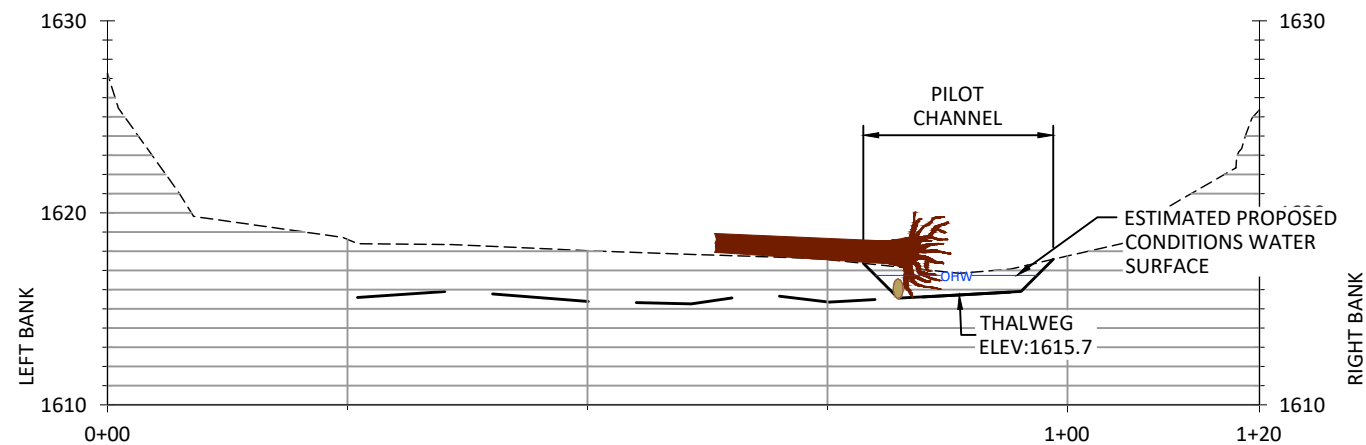 1630
1630
PILOT
CHANNEL
1620
ESTIMATED PROPOSED
CONDITIONS WATER
SURFACE
OHW
THALWEG
ELEV:1615.7
LEFT BANK
RIGHT BANK
1610
1610
0+00
1+00
1+20